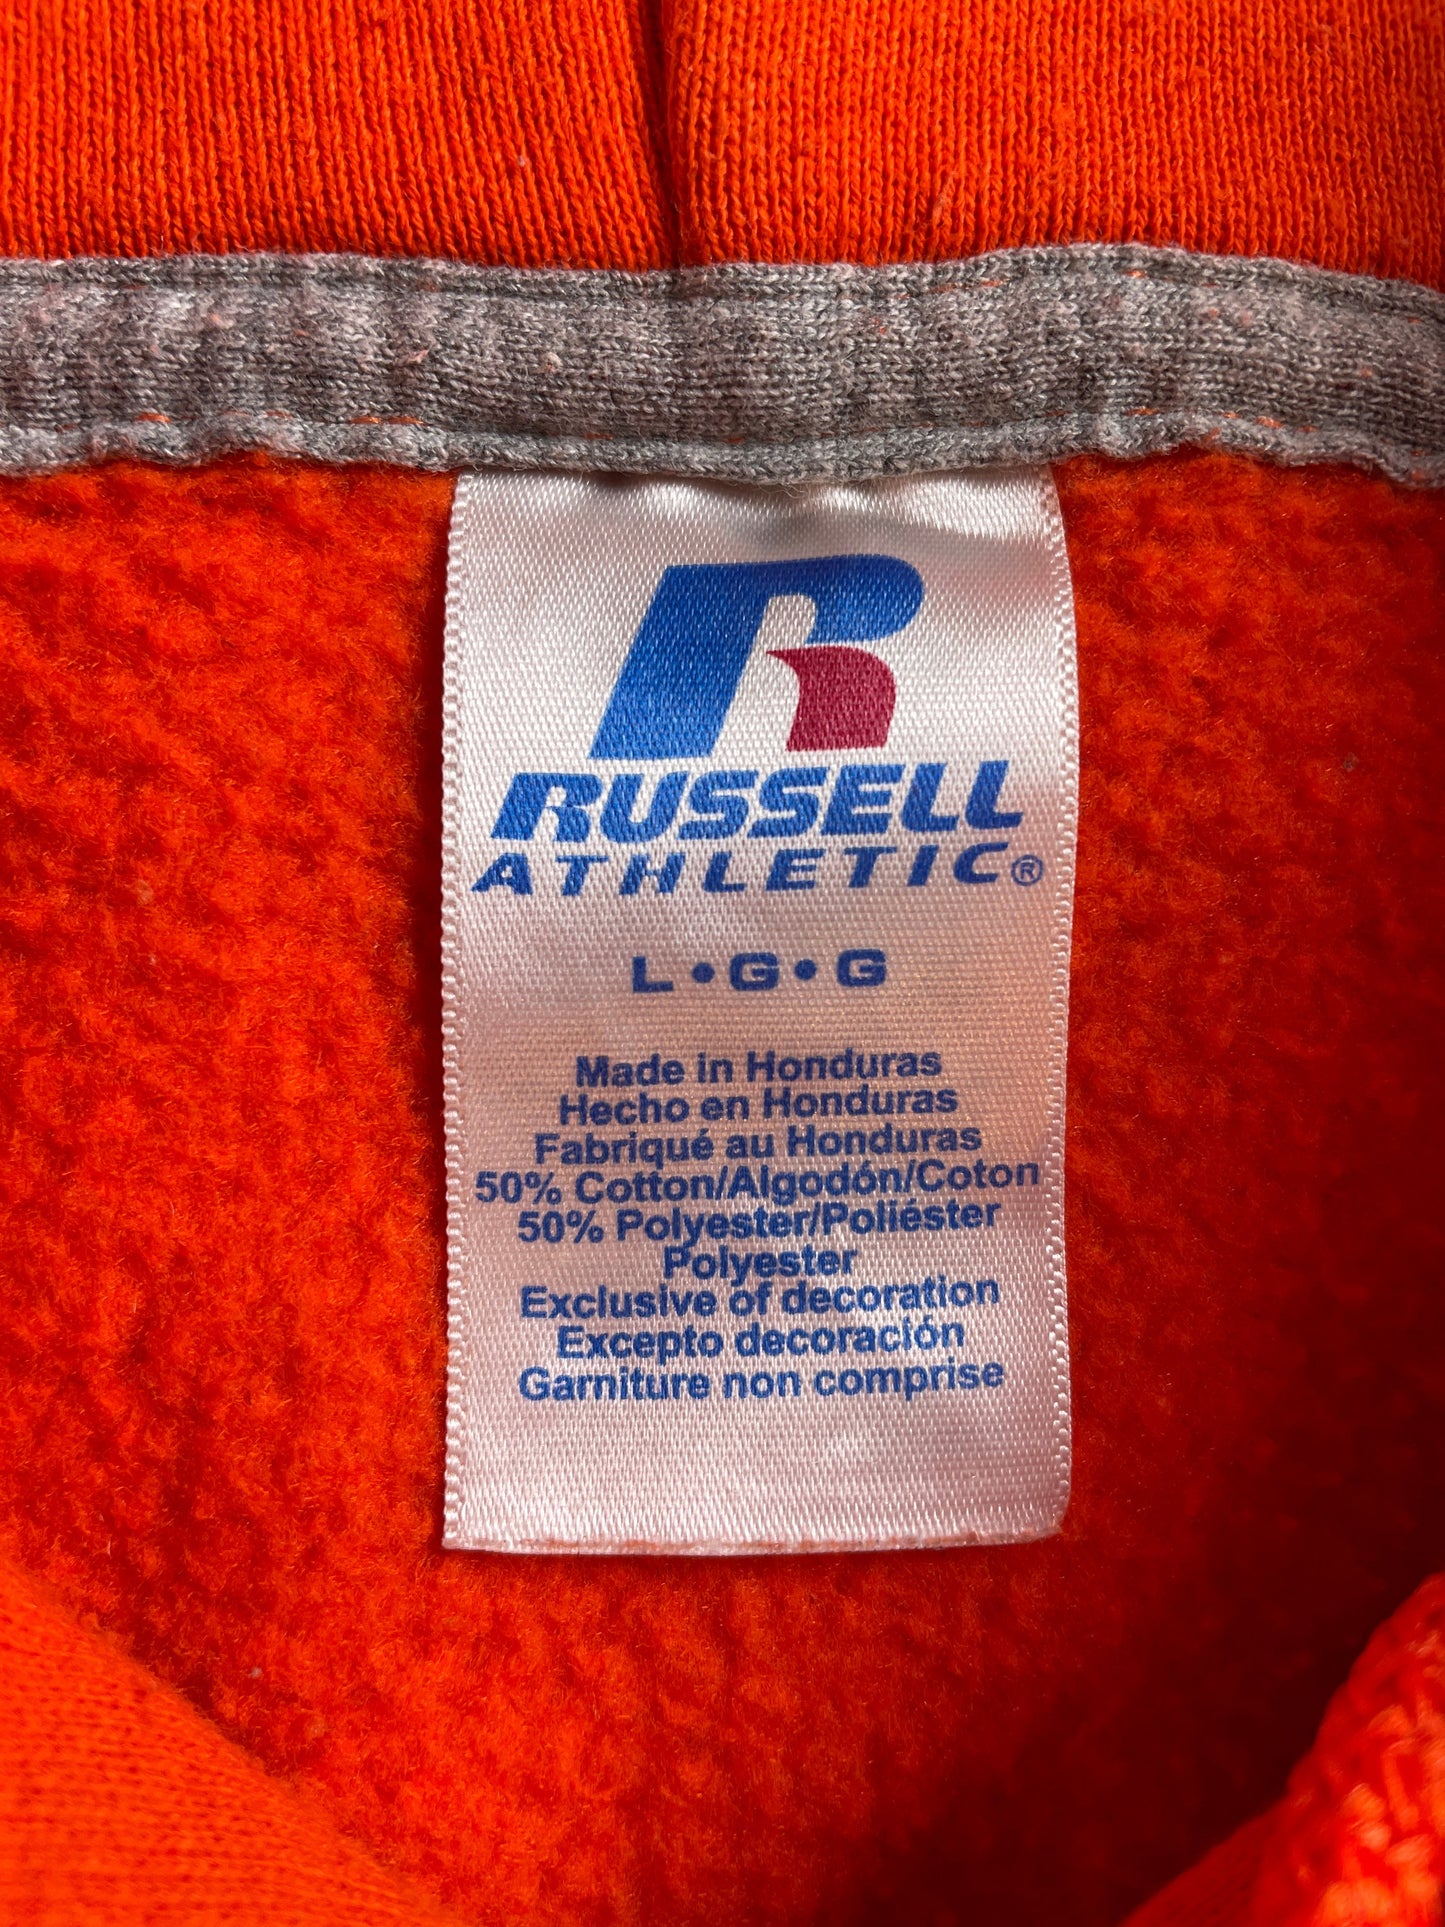 R
RUSSELL
ATHLETIC®
L•G•G
Made in Honduras
Hecho en Honduras
Fabriqué au Honduras
50% Cotton/Algodón/Coton
50% Polyester/Poliéster
Polyester
Exclusive of decoration
Excepto decoración
Garniture non comprise